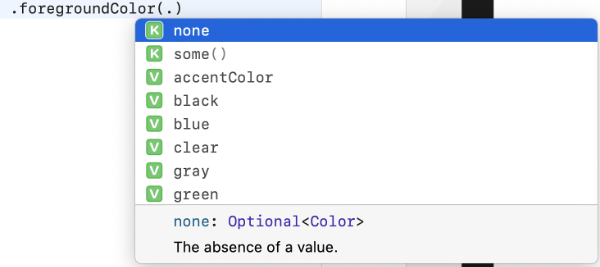 .foregroundColor(.)
K none
K some()
V accentColor
V black
V blue
V clear
V gray
V green
none: Optional<Color>
The absence of a value.